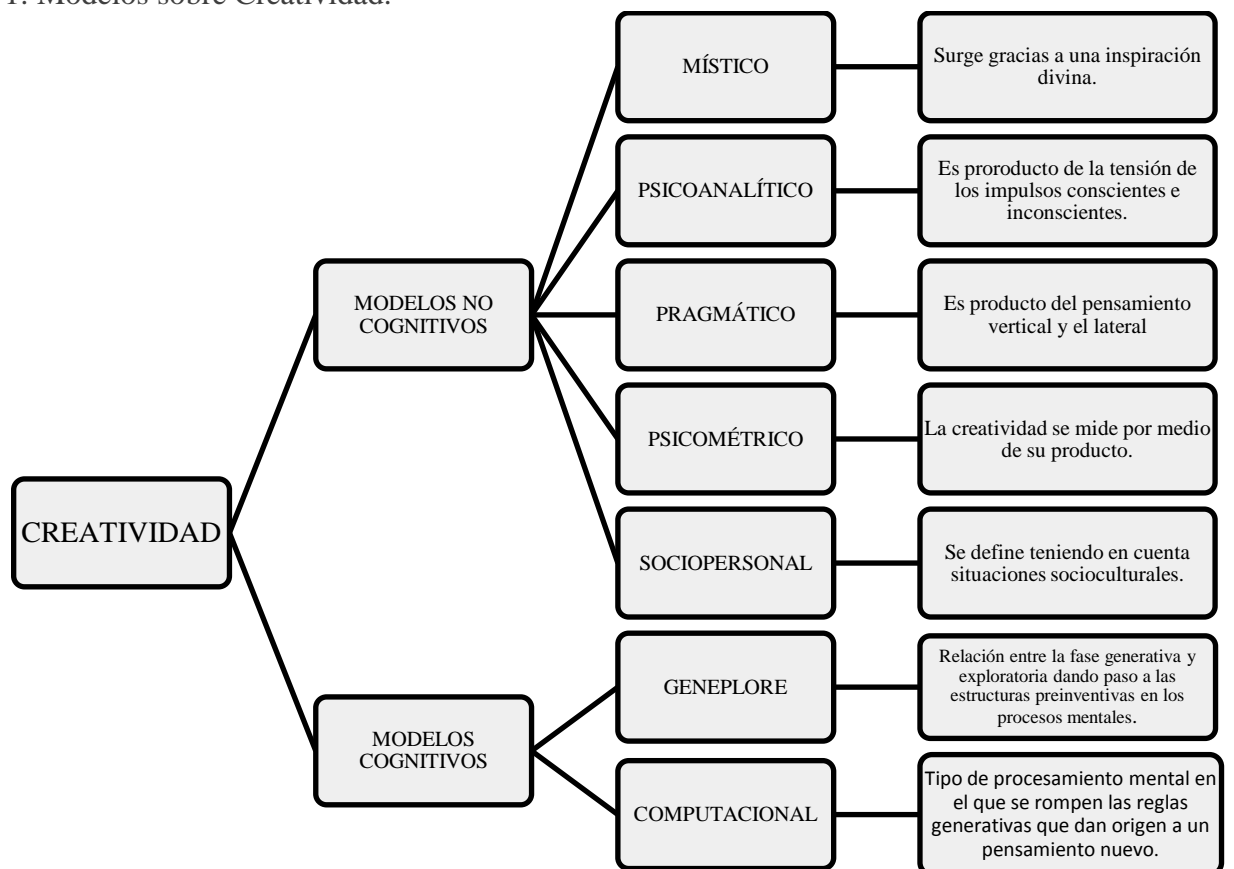 1. Modelos sobre Creatividad.
MÍSTICO
Surge gracias a una inspiración
divina.
PSICOANALÍTICO
Es proroducto de la tensión de
los impulsos conscientes e
inconscientes.
MODELOS NO
COGNITIVOS
PRAGMÁTICO
Es producto del pensamiento
vertical y el lateral
PSICOMÉTRICO
La creatividad se mide por medio
de su producto.
CREATIVIDAD
SOCIOPERSONAL
Se define teniendo en cuenta
situaciones socioculturales.
GENEPLORE
Relación entre la fase generativa y
exploratoria dando paso a las
estructuras preinventivas en los
procesos mentales.
MODELOS
COGNITIVOS
COMPUTACIONAL
Tipo de procesamiento mental en
el que se rompen las reglas
generativas que dan origen a un
pensamiento nuevo.